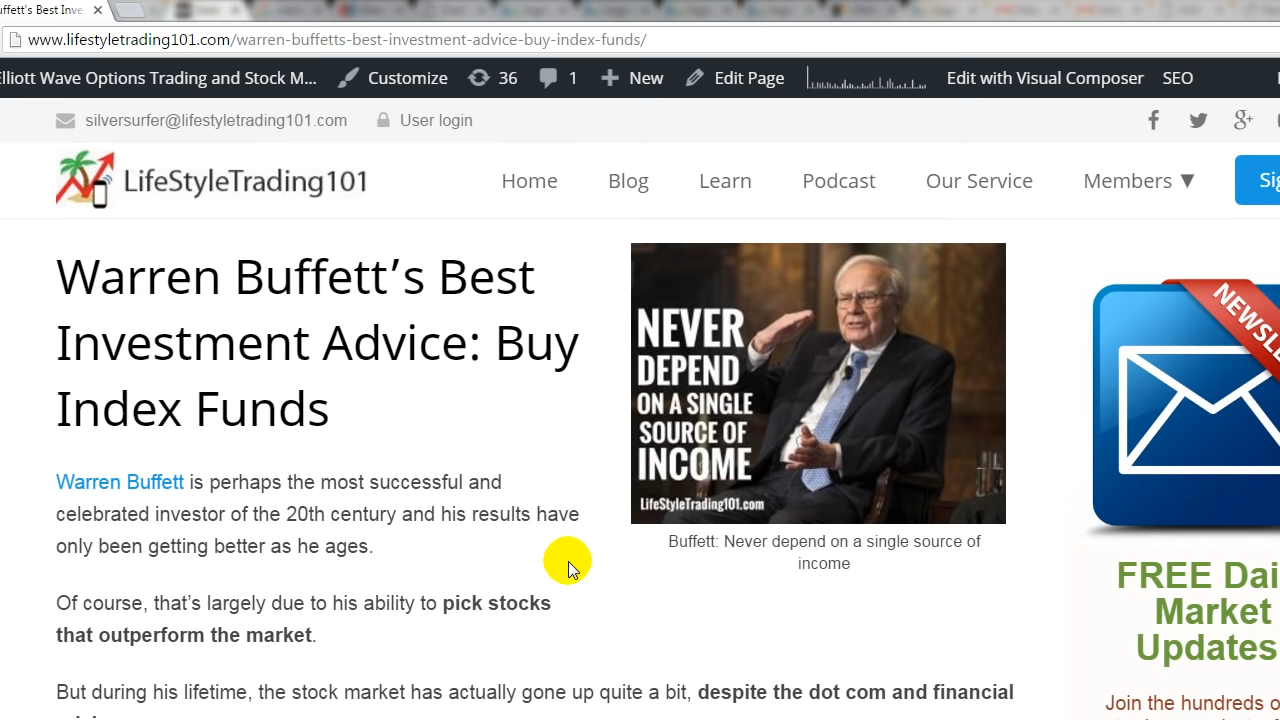 uffett's Best Inve
www.lifestyletrading101.com/warren-buffetts-best-investment-advice-buy-index-funds/
Elliott Wave Options Trading and Stock M... Customize 36 1 New Edit Page Edit with Visual Composer SEO
silversurfer@lifestyletrading101.com User login
LifeStyleTrading101 Home Blog Learn Podcast Our Service Members ▼ Sig
Warren Buffett’s Best
Investment Advice: Buy
Index Funds
Warren Buffett is perhaps the most successful and
celebrated investor of the 20th century and his results have
only been getting better as he ages.
Of course, that’s largely due to his ability to pick stocks
that outperform the market.
But during his lifetime, the stock market has actually gone up quite a bit, despite the dot com and financial
NEVER
DEPEND
ON A SINGLE
SOURCE OF
INCOME
LifeStyleTrading101.com
Buffett: Never depend on a single source of
income
NEWSL
FREE Dai
Market
Updates
Join the hundreds o